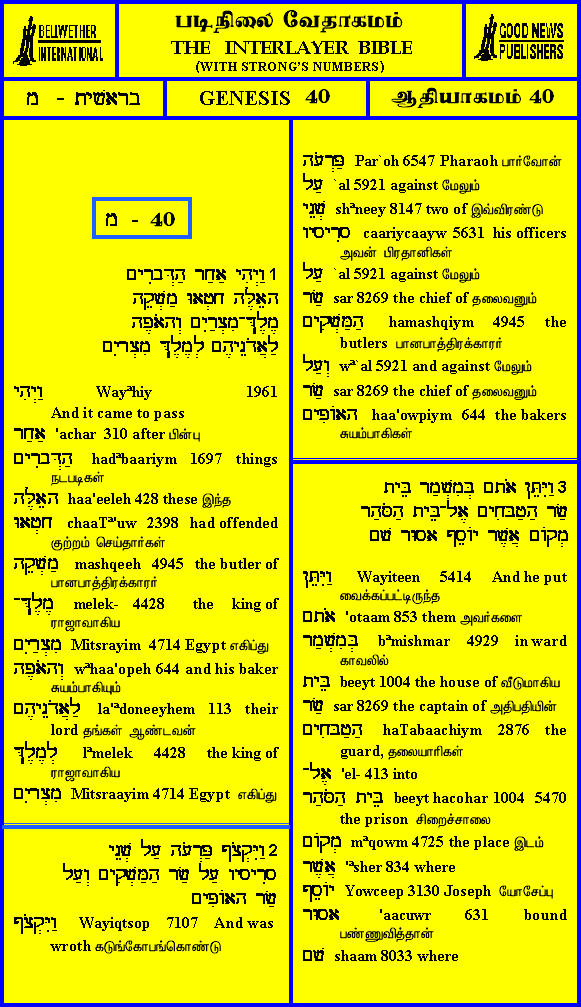 BELLWETHER
INTERNATIONAL
படிநிலை வேதாகமம்
THE INTERLAYER BIBLE
(WITH STRONG'S NUMBERS)
GOOD NEWS
PUBLISHERS
בראשית - מ
GENESIS 40
ஆதியாகமம் 40
מ - 40
1 וַיְהִי אַחַר הַדְּבָרִים
הָאֵלֶּה חָטְאוּ מַשְׁקֵה
מֶלֶךְ־מִצְרַיִם וְהָאֹפֶה
לַאֲדֹנֵיהֶם לְמֶלֶךְ מִצְרָיִם
וַיְהִי Wayªhiy 1961
And it came to pass
אַחַר 'achar 310 after பின்பு
הַדְּבָרִים hadªbaariym 1697 things
நடபடிகள்
הָאֵלֶּה haa'eeleh 428 these இந்த
חָטְאוּ chaaTª'uw 2398 had offended
குற்றம் செய்தார்கள்
מַשְׁקֵה mashqeeh 4945 the butler of
பானபாத்திரக்காரர்
מֶלֶךְ־ melek- 4428 the king of
ராஜாவாகிய
מִצְרַיִם Mitsrayim 4714 Egypt எகிப்து
וְהָאֹפֶה wªhaa'opeh 644 and his baker
சுயம்பாகியும்
לַאֲדֹנֵיהֶם la'ªdoneeyhem 113 their
lord தங்கள் ஆண்டவன்
לְמֶלֶךְ lªmelek 4428 the king of
ராஜாவாகிய
מִצְרָיִם Mitsraayim 4714 Egypt எகிப்து
2 וַיִּקְצֹף פַּרְעֹה עַל שְׁנֵי
סָרִיסָיו עַל שַׂר הַמַּשְׁקִים וְעַל
שַׂר הָאוֹפִים
וַיִּקְצֹף Wayiqtsop 7107 And was
wroth கடுங்கோபங்கொண்டு
פַּרְעֹה Par`oh 6547 Pharaoh பார்வோன்
עַל `al 5921 against மேலும்
שְׁנֵי shªneey 8147 two of இவ்விரண்டு
סָרִיסָיו caariycaayw 5631 his officers
அவன் பிரதானிகள்
עַל `al 5921 against மேலும்
שַׂר sar 8269 the chief of தலைவனும்
הַמַּשְׁקִים hamashqiym 4945 the
butlers பானபாத்திரக்காரர்
וְעַל wª`al 5921 and against மேலும்
שַׂר sar 8269 the chief of தலைவனும்
הָאוֹפִים haa'owpiym 644 the bakers
சுயம்பாகிகள்
3 וַיִּתֵּן אֹתָם בְּמִשְׁמַר בֵּית
שַׂר הַטַּבָּחִים אֶל־בֵּית הַסֹּהַר
מְקוֹם אֲשֶׁר יוֹסֵף אָסוּר שָׁם
וַיִּתֵּן Wayiteen 5414 And he put
வைக்கப்பட்டிருந்த
אֹתָם 'otaam 853 them அவர்களை
בְּמִשְׁמַר bªmishmar 4929 in ward
காவலில்
בֵּית beeyt 1004 the house of வீடுமாகிய
שַׂר sar 8269 the captain of அதிபதியின்
הַטַּבָּחִים haTabaachiym 2876 the
guard, தலையாரிகள்
אֶל־ 'el- 413 into
בֵּית הַסֹּהַר beeyt hacohar 1004 5470
the prison சிறைச்சாலை
מְקוֹם mªqowm 4725 the place இடம்
אֲשֶׁר 'ªsher 834 where
יוֹסֵף Yowceep 3130 Joseph யோசேப்பு
אָסוּר 'aacuwr 631 bound
பண்ணுவித்தான்
שָׁם shaam 8033 where